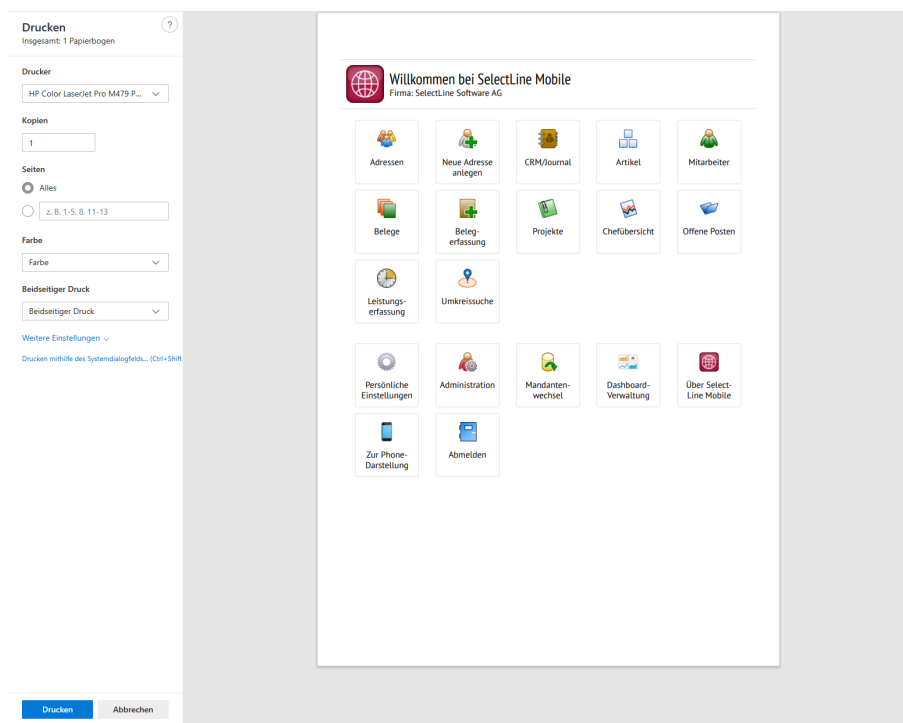 Drucken
?
Insgesamt: 1 Papierbogen
Drucker
HP Color LaserJet Pro M479 P...
Kopien
1
Seiten
Alles
z. B. 1-5, 8, 11-13
Farbe
Farbe
Beidseitiger Druck
Beidseitiger Druck
Weitere Einstellungen
Drucken mithilfe des Systemdialogfelds... (Ctrl+Shift
Drucken
Abbrechen
Willkommen bei SelectLine Mobile
Firma: SelectLine Software AG
Adressen
Neue Adresse
anlegen
CRM/Journal
Artikel
Mitarbeiter
Belege
Beleg-
erfassung
Projekte
Chefübersicht
Offene Posten
Leistungs-
erfassung
Umkreissuche
Persönliche
Einstellungen
Administration
Mandanten-
wechsel
Dashboard-
Verwaltung
Über Select-
Line Mobile
Zur Phone-
Darstellung
Abmelden